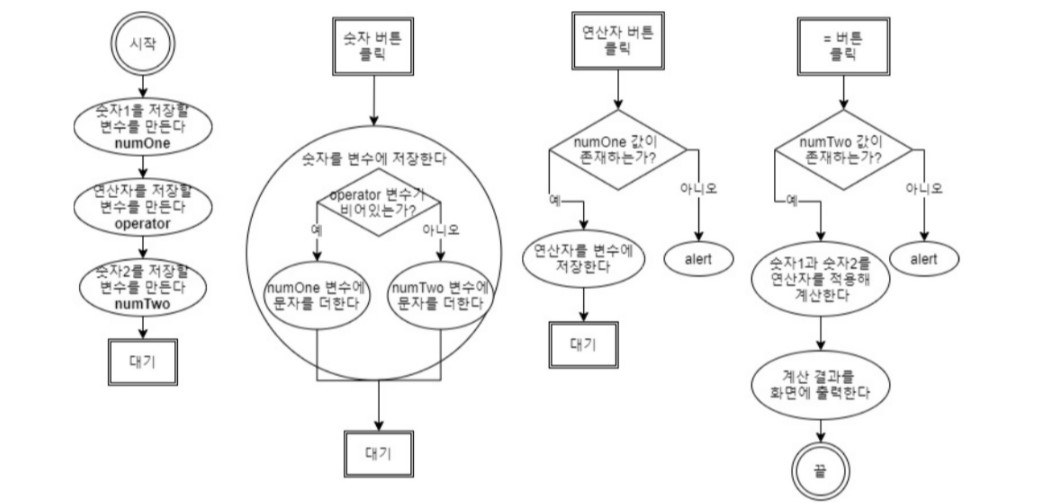 시작
숫자1을 저장할
변수를 만든다
numOne
연산자를 저장할
변수를 만든다
operator
숫자2를 저장할
변수를 만든다
numTwo
대기
숫자 버튼
클릭
숫자를 변수에 저장한다
operator 변수가
비어있는가?
예
아니오
numOne 변수에
문자를 더한다
numTwo 변수에
문자를 더한다
대기
연산자 버튼
클릭
numOne 값이
존재하는가?
예
아니오
연산자를 변수에
저장한다
alert
대기
= 버튼
클릭
numTwo 값이
존재하는가?
예
아니오
숫자1과 숫자2를
연산자를 적용해
계산한다
alert
계산 결과를
화면에 출력한다
끝